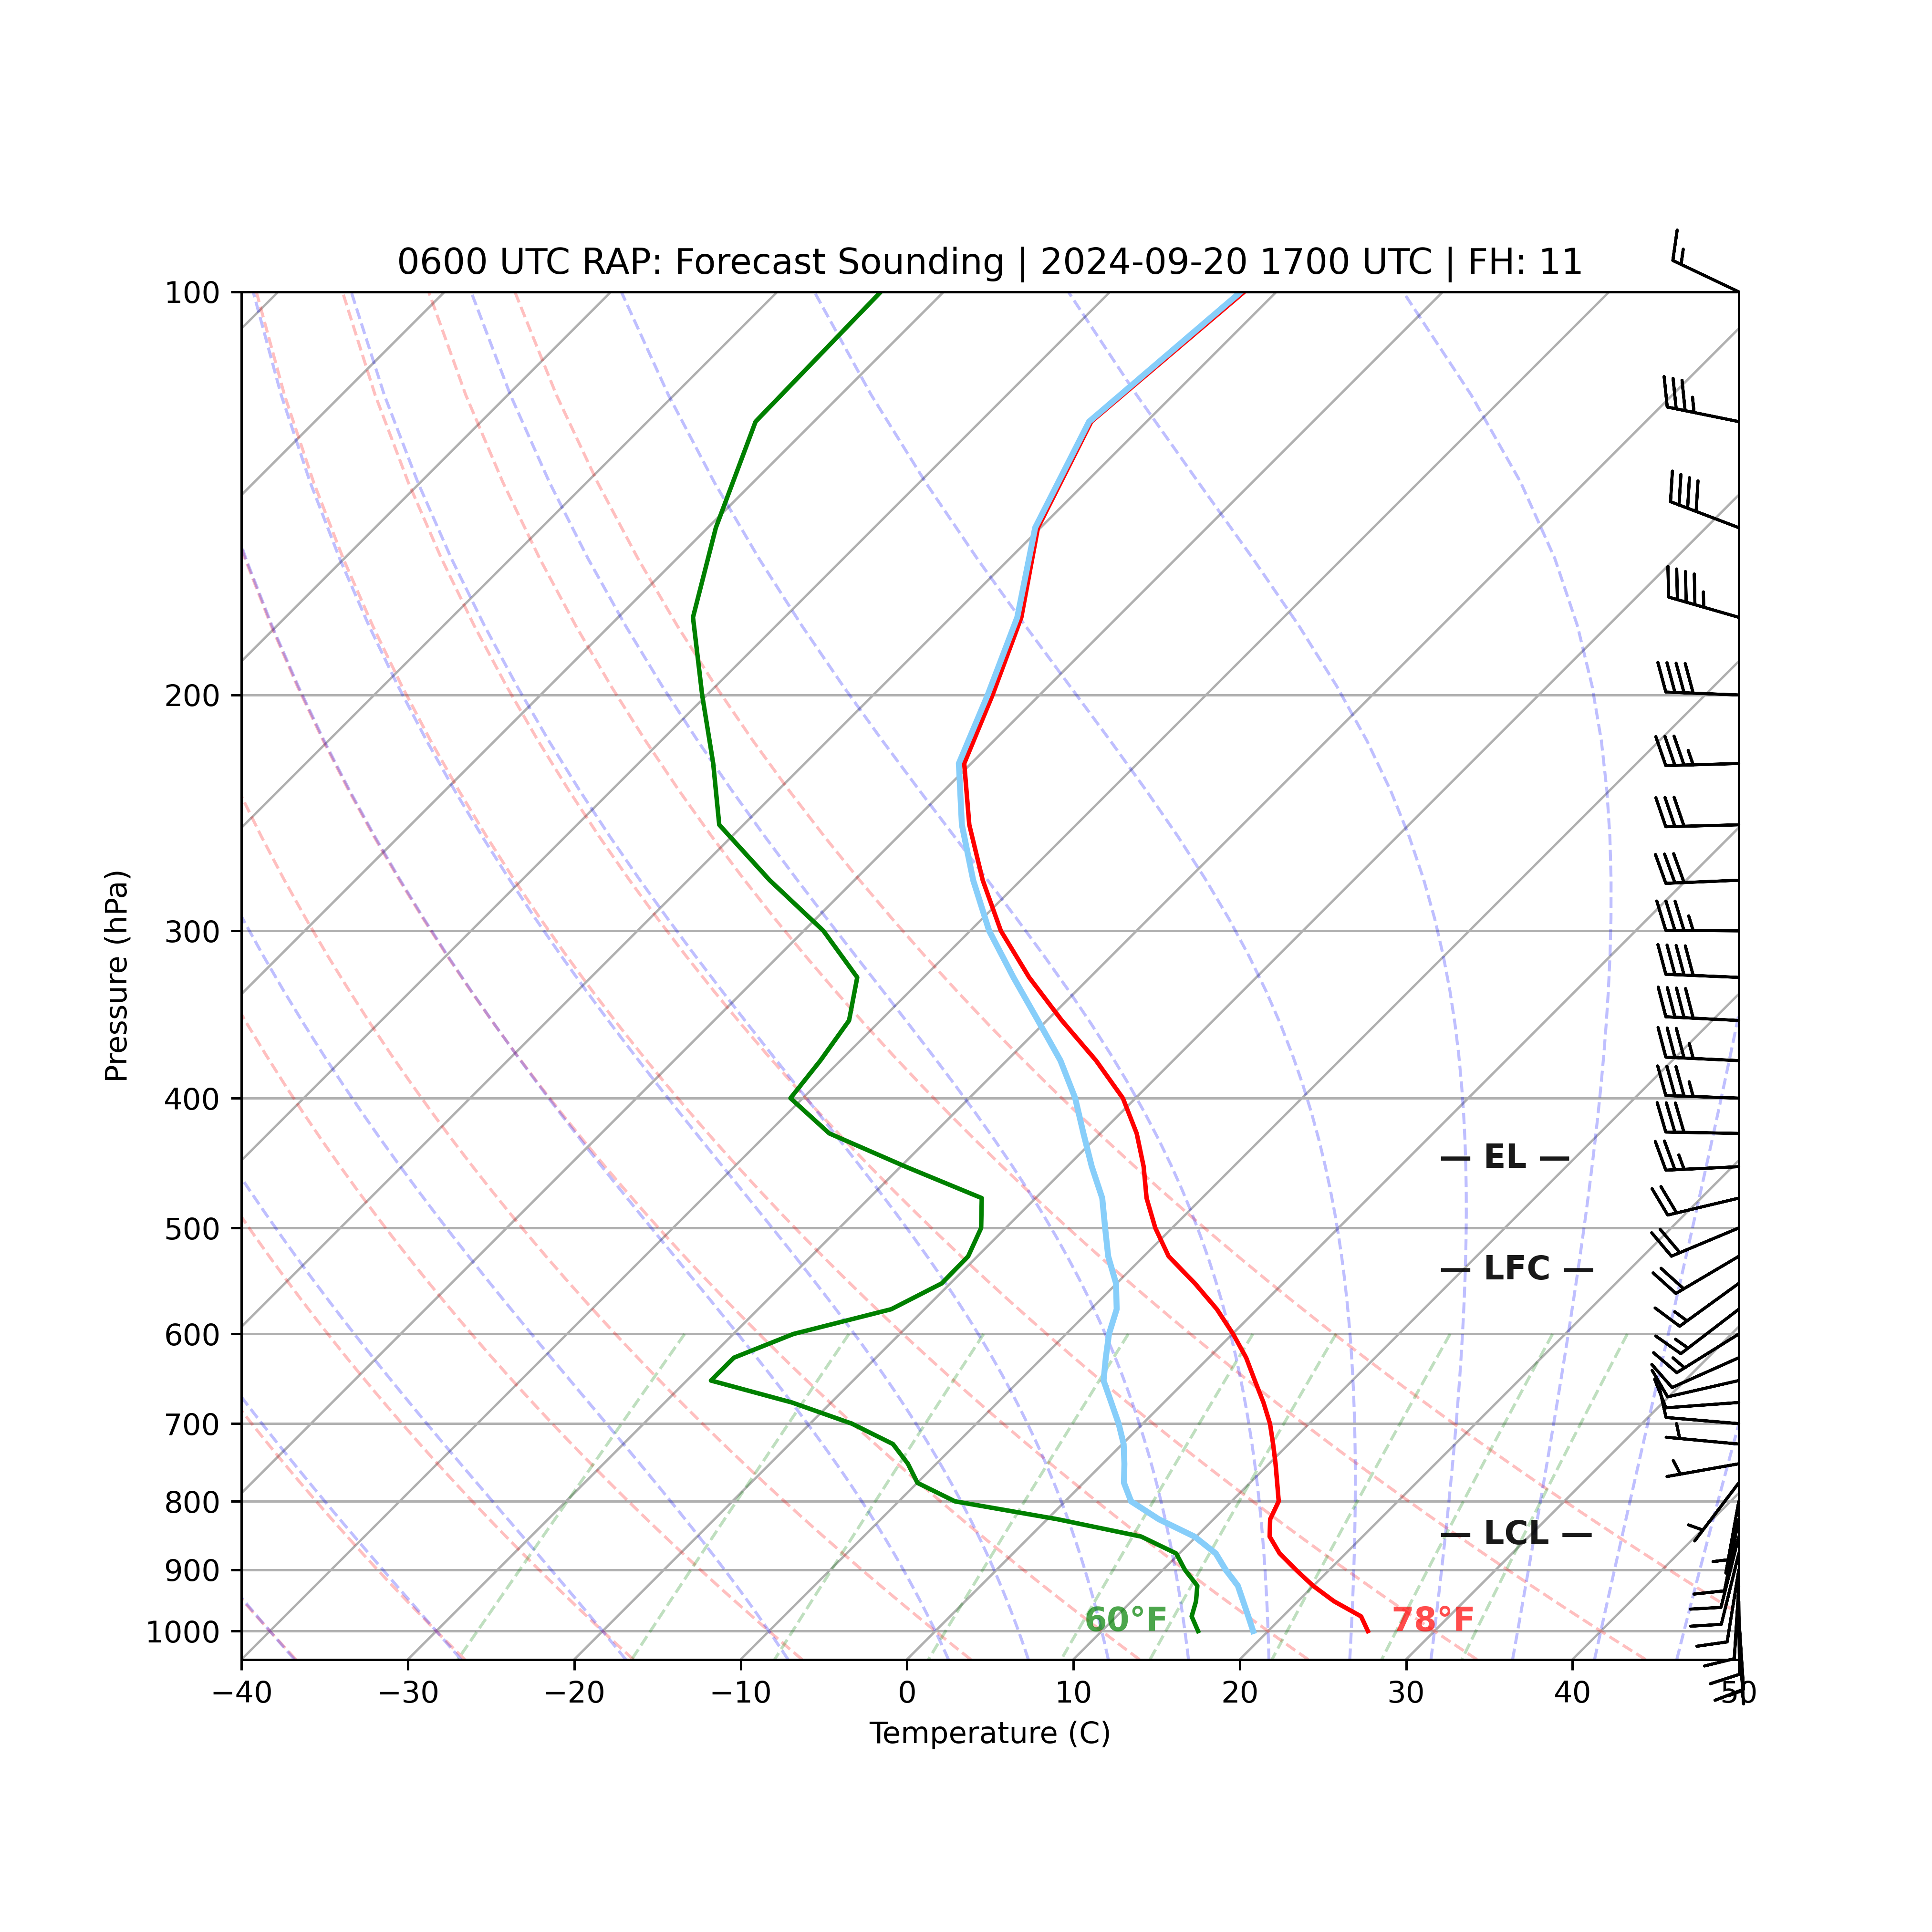 0600 UTC RAP: Forecast Sounding | 2024-09-20 1700 UTC | FH: 11
100
200
300
400
— EL —
500
— LFC —
600
700
800
— LCL —
900
60°F 78°F
1000
−40 −30 −20 −10 0 10 20 30 40 50
Temperature (C)
Pressure (hPa)